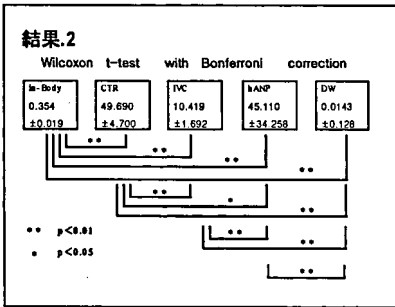 結果.2
Wilcoxon t-test with Bonferroni correction
In-Body CTR IVC hANP DW
0.354 49.690 10.419 45.110 0.0143
±0.019 ±4.700 ±1.692 ±34.258 ±0.128
**
**
**
**
**
*
**
** p<0.01
**
**
* p<0.05
**